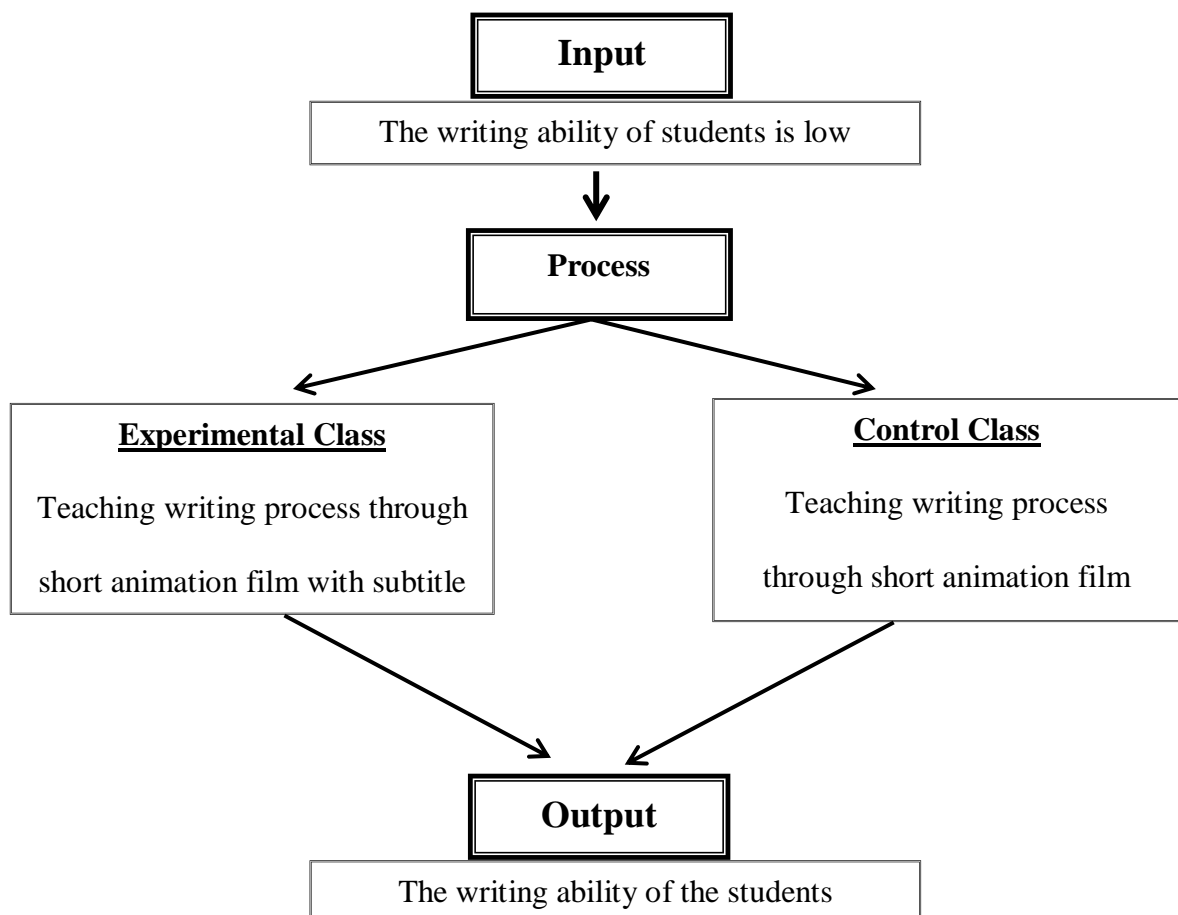 Input
The writing ability of students is low
Process
Experimental Class
Teaching writing process through
short animation film with subtitle
Control Class
Teaching writing process
through short animation film
Output
The writing ability of the students